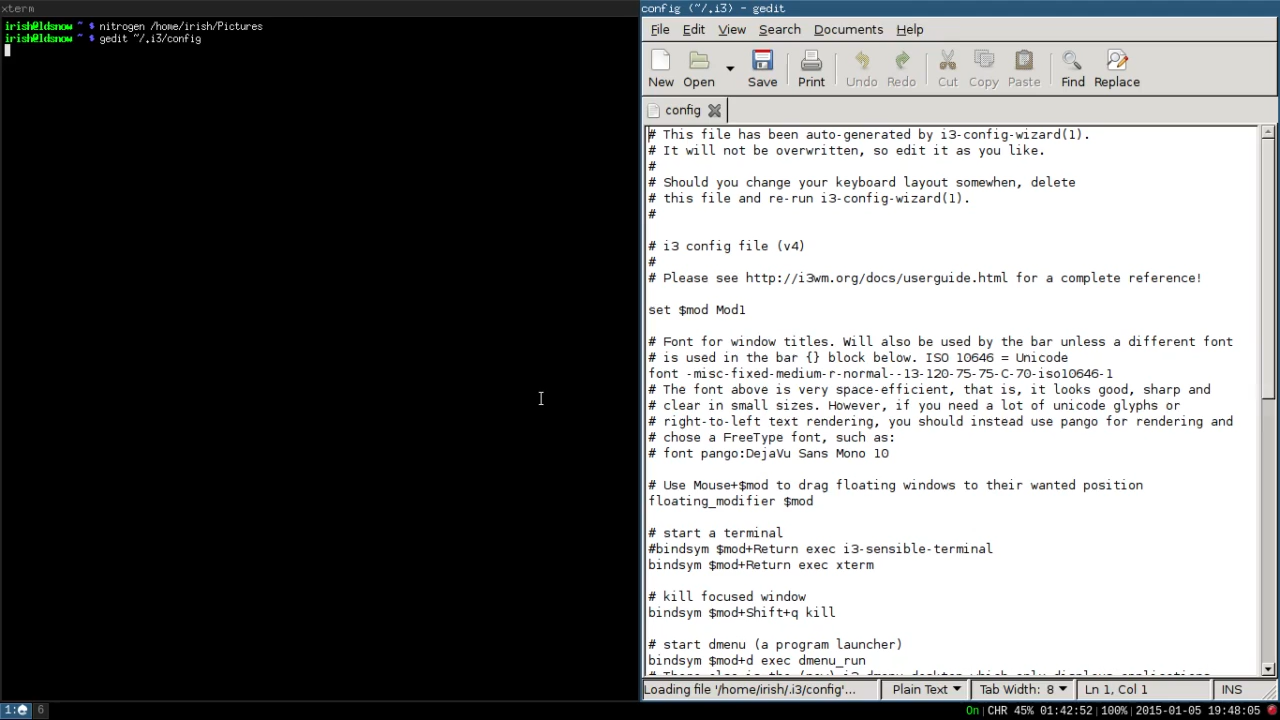 xterm
irish@ldsnow ~ $ nitrogen /home/irish/Pictures
irish@ldsnow ~ $ gedit ~/.i3/config
config (~/.i3) - gedit
File Edit View Search Documents Help
New Open Save Print Undo Redo Cut Copy Paste Find Replace
config
# This file has been auto-generated by i3-config-wizard(1).
# It will not be overwritten, so edit it as you like.
#
# Should you change your keyboard layout somewhen, delete
# this file and re-run i3-config-wizard(1).
#
# i3 config file (v4)
#
# Please see http://i3wm.org/docs/userguide.html for a complete reference!
set $mod Mod1
# Font for window titles. Will also be used by the bar unless a different font
# is used in the bar {} block below. ISO 10646 = Unicode
font -misc-fixed-medium-r-normal--13-120-75-75-C-70-iso10646-1
# The font above is very space-efficient, that is, it looks good, sharp and
# clear in small sizes. However, if you need a lot of unicode glyphs or
# right-to-left text rendering, you should instead use pango for rendering and
# chose a FreeType font, such as:
# font pango:DejaVu Sans Mono 10
# Use Mouse+$mod to drag floating windows to their wanted position
floating_modifier $mod
# start a terminal
#bindsym $mod+Return exec i3-sensible-terminal
bindsym $mod+Return exec xterm
# kill focused window
bindsym $mod+Shift+q kill
# start dmenu (a program launcher)
bindsym $mod+d exec dmenu_run
# There also is the (new) i3-dmenu-desktop which only displays applications
Loading file '/home/irish/.i3/config'... Plain Text Tab Width: 8 Ln 1, Col 1 INS
1: 6 On|CHR 45% 01:42:52|100%|2015-01-05 19:48:05